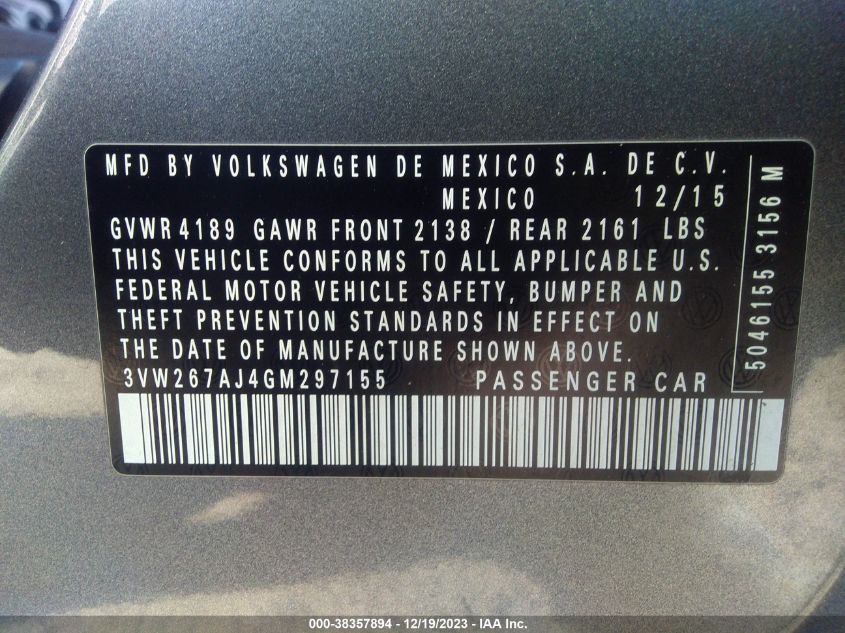 MFD BY VOLKSWAGEN DE MEXICO S.A. DE C.V.
MEXICO 12/15
GVWR 4189 GAWR FRONT 2138 / REAR 2161 LBS
THIS VEHICLE CONFORMS TO ALL APPLICABLE U.S.
FEDERAL MOTOR VEHICLE SAFETY, BUMPER AND
THEFT PREVENTION STANDARDS IN EFFECT ON
THE DATE OF MANUFACTURE SHOWN ABOVE.
3VW267AJ4GM297155 PASSENGER CAR
5046155 3156 M
000-38357894 - 12/19/2023 - IAA Inc.